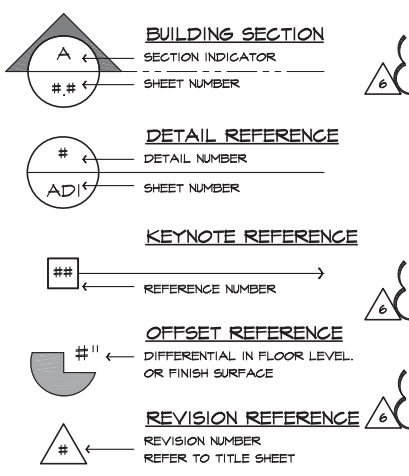 BUILDING SECTION
A
SECTION INDICATOR
#.#
SHEET NUMBER
6
DETAIL REFERENCE
#
DETAIL NUMBER
AD1
SHEET NUMBER
KEYNOTE REFERENCE
##
REFERENCE NUMBER
6
OFFSET REFERENCE
#"
DIFFERENTIAL IN FLOOR LEVEL.
OR FINISH SURFACE
REVISION REFERENCE
6
REVISION NUMBER
#
REFER TO TITLE SHEET